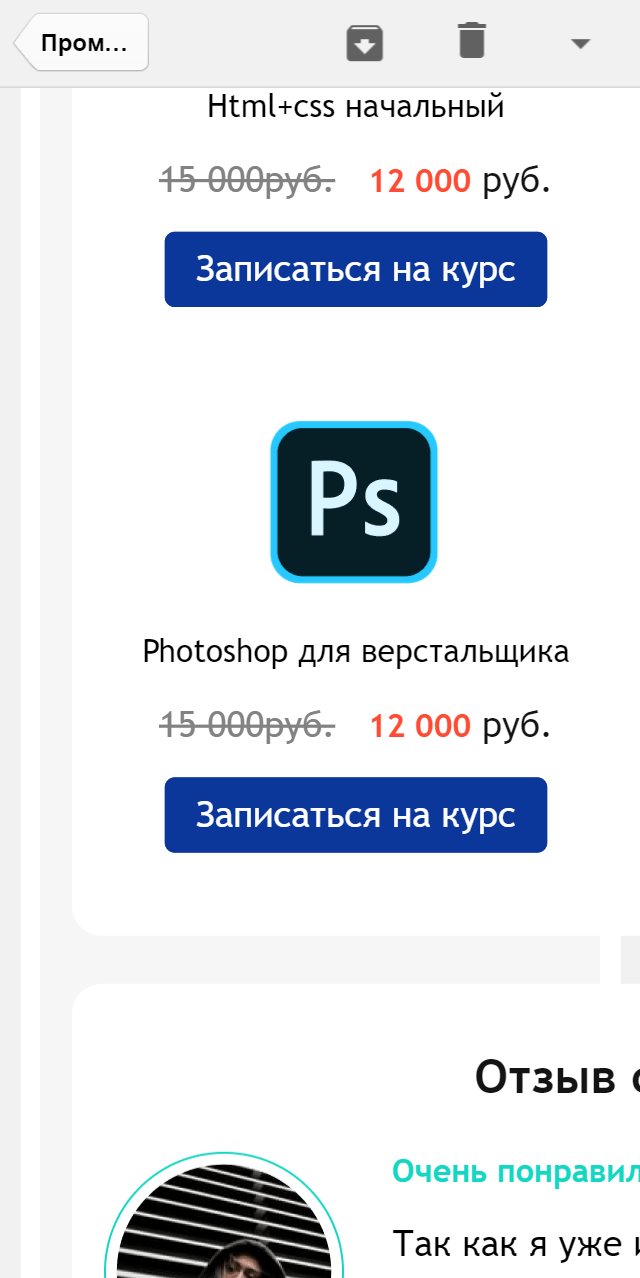 Пром...
Html+css начальный
15 000руб. 12 000 руб.
Записаться на курс
Ps
Photoshop для верстальщика
15 000руб. 12 000 руб.
Записаться на курс
Отзыв
Очень
Так как я уже